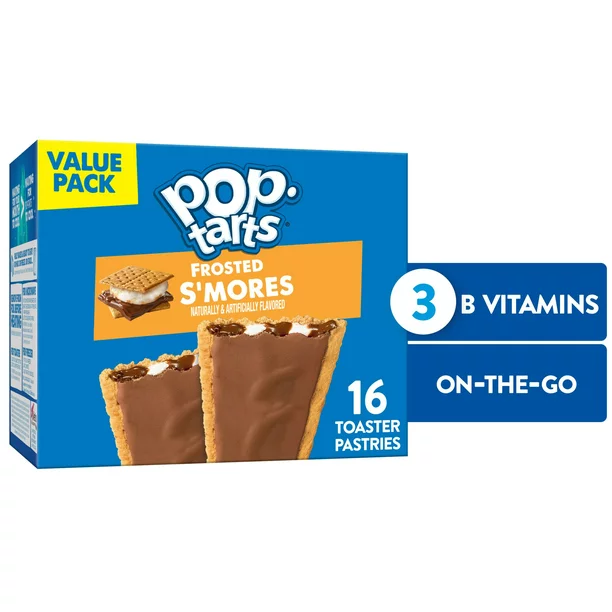 VALUE
PACK
pop.
tarts
FROSTED
S'MORES
NATURALLY & ARTIFICIALLY FLAVORED
16
TOASTER
PASTRIES
3 B VITAMINS
ON-THE-GO